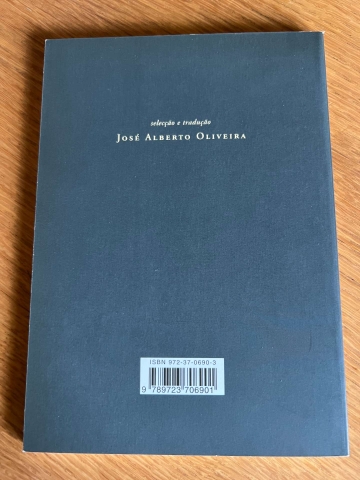 selecção e tradução
JOSÉ ALBERTO OLIVEIRA
ISBN 972-37-0690-3
9 789723 706901